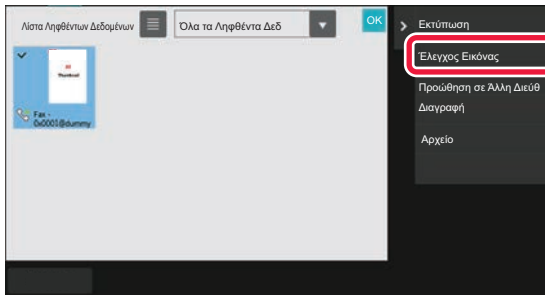 Λίστα Ληφθέντων Δεδομένων
Όλα τα Ληφθέντα Δεδ
OK
Thumbnail
Fax -
0x0001@dummy
Εκτύπωση
Έλεγχος Εικόνας
Προώθηση σε Άλλη Διεύθ
Διαγραφή
Αρχείο